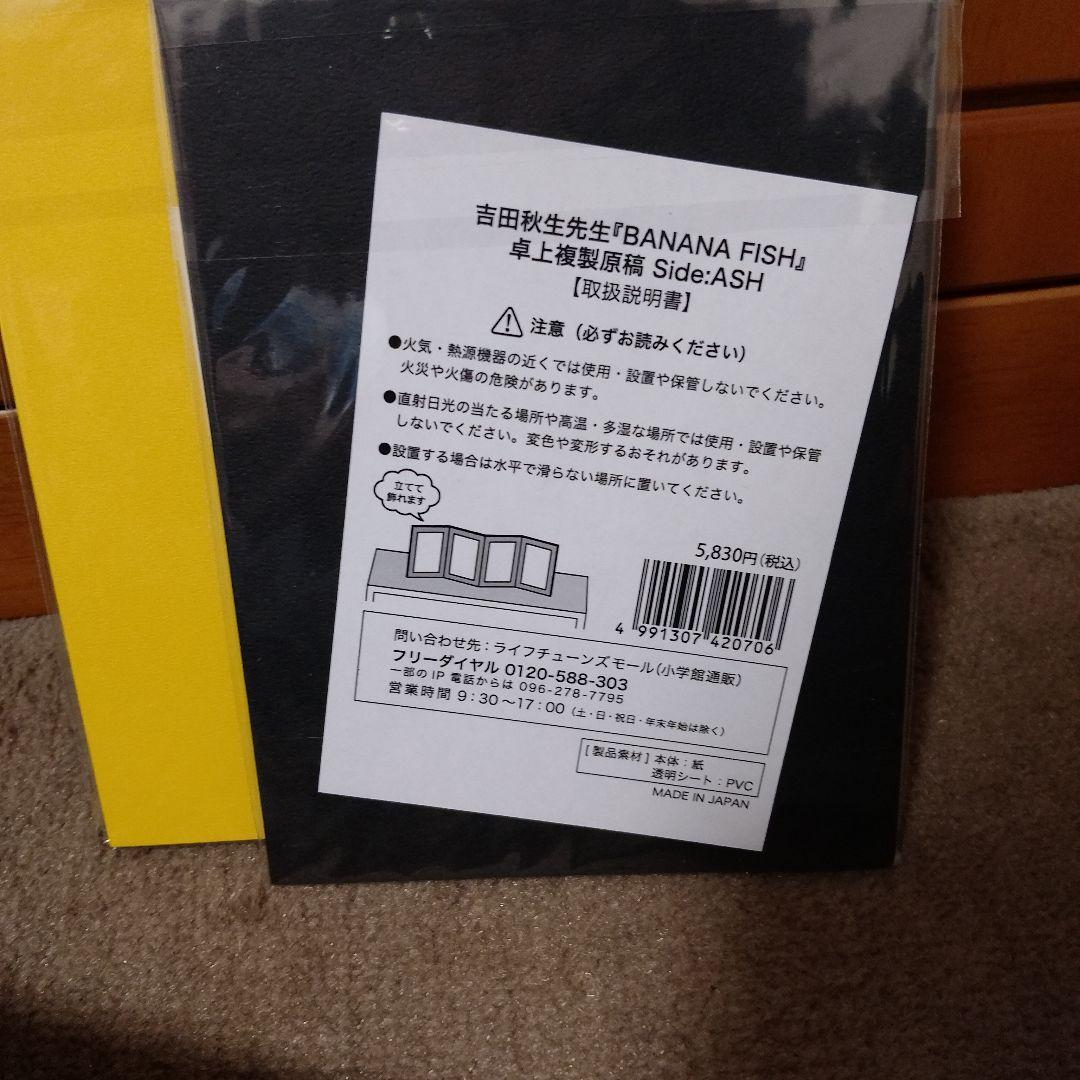 吉田秋生先生『BANANA FISH』
卓上複製原稿 Side:ASH
【取扱説明書】
注意（必ずお読みください）
●火気・熱源機器の近くでは使用・設置や保管しないでください。
火災や火傷の危険があります。
●直射日光の当たる場所や高温・多湿な場所では使用・設置や保管
しないでください。変色や変形するおそれがあります。
●設置する場合は水平で滑らない場所に置いてください。
立てて
飾れます
5,830円(税込)
4 991307 420706
問い合わせ先：ライフチューンズモール(小学館通販)
フリーダイヤル 0120-588-303
一部のIP 電話からは 096-278-7795
営業時間 9：30～17：00（土・日・祝日・年末年始は除く）
[製品素材] 本体：紙
透明シート：PVC
MADE IN JAPAN